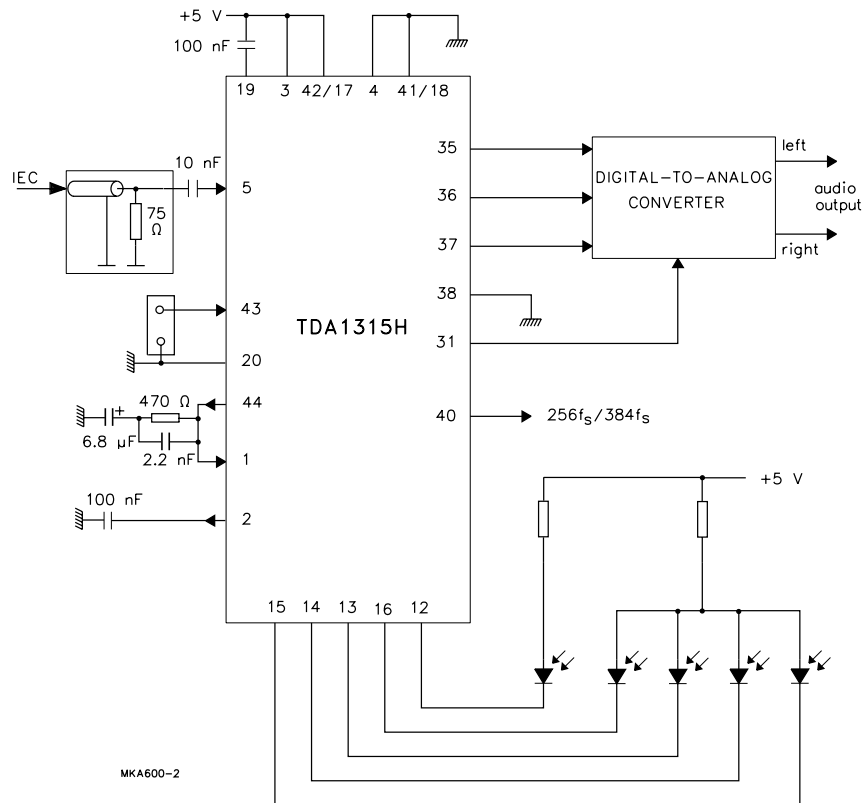 +5 V
100 nF
19
3
42/17
4
41/18
IEC
10 nF
5
75
Ω
35
36
37
38
31
40
DIGITAL-TO-ANALOG
CONVERTER
left
audio
output
right
43
20
TDA1315H
470 Ω
44
6.8 µF
+
2.2 nF
1
256fs/384fs
100 nF
2
+5 V
15
14
13
16
12
MKA600-2